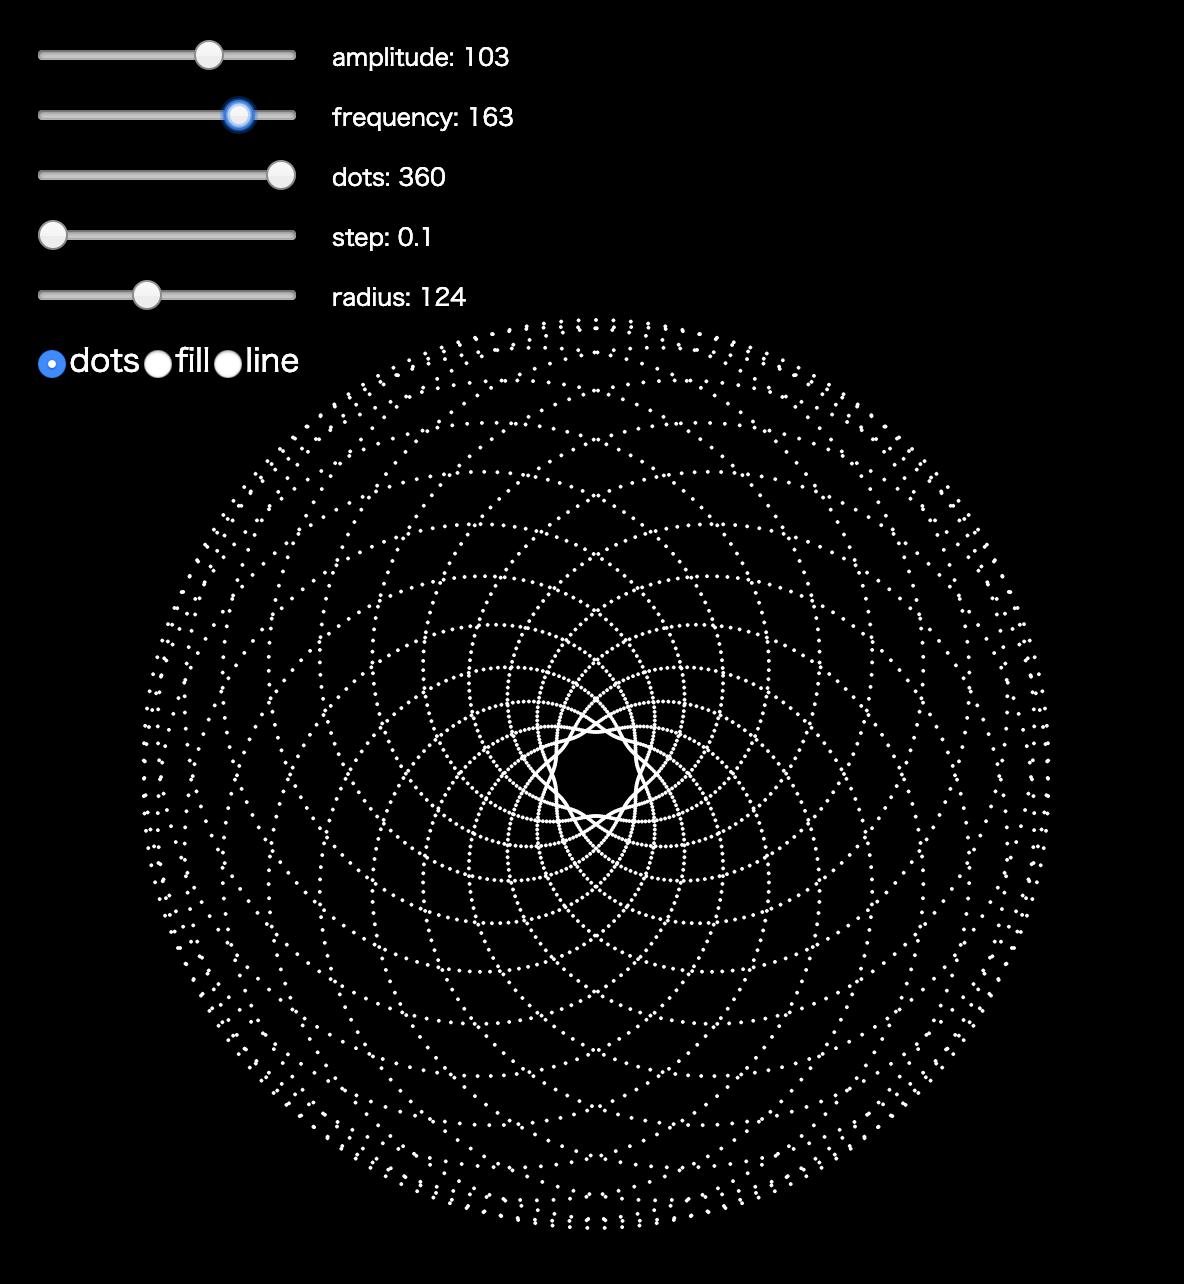 amplitude: 103
frequency: 163
dots: 360
step: 0.1
radius: 124
dots fill line